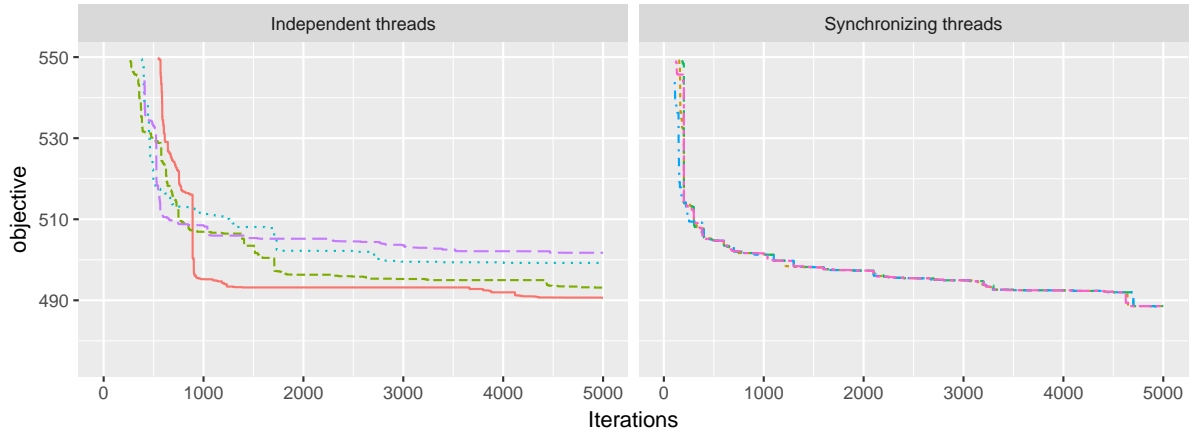 Independent threads
Synchronizing threads
550
530
510
490
objective
0 1000 2000 3000 4000 5000
0 1000 2000 3000 4000 5000
Iterations